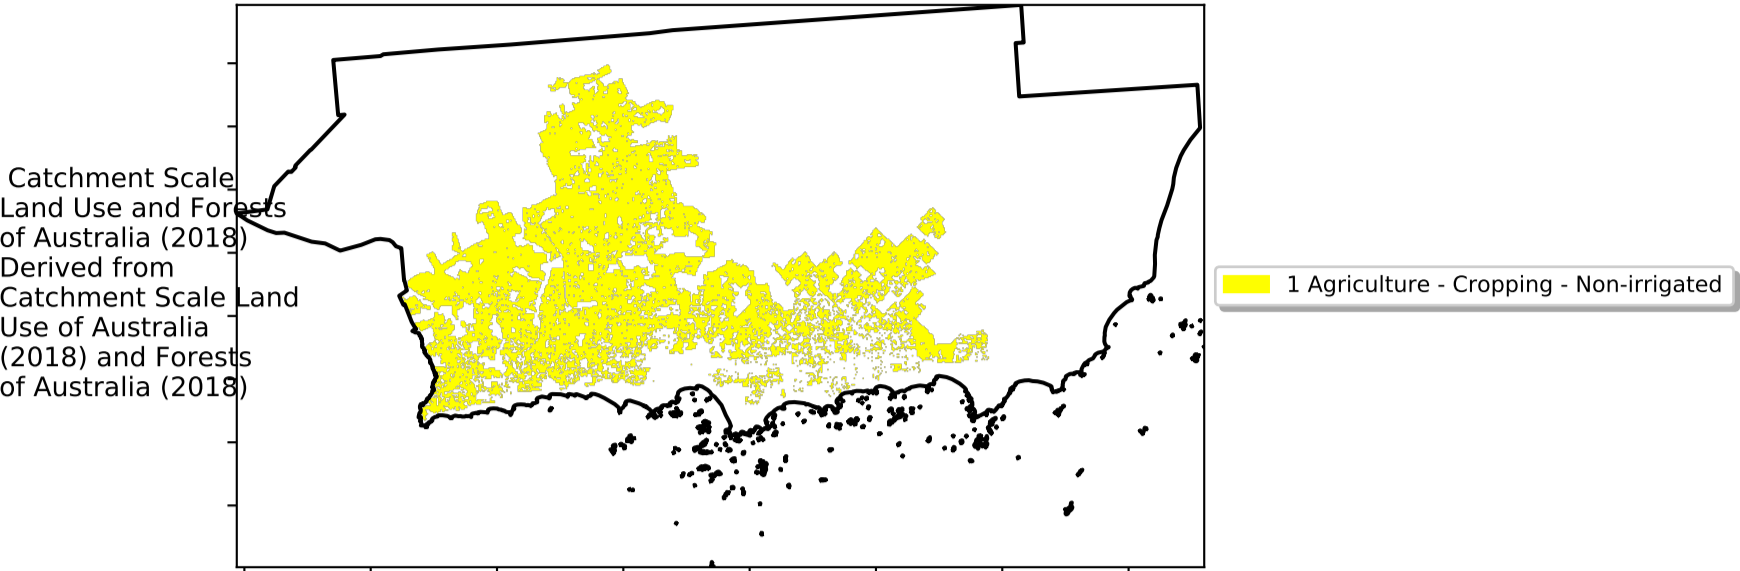 Catchment Scale
Land Use and Forests
of Australia (2018)
Derived from
Catchment Scale Land
Use of Australia
(2018) and Forests
of Australia (2018)
1 Agriculture - Cropping - Non-irrigated